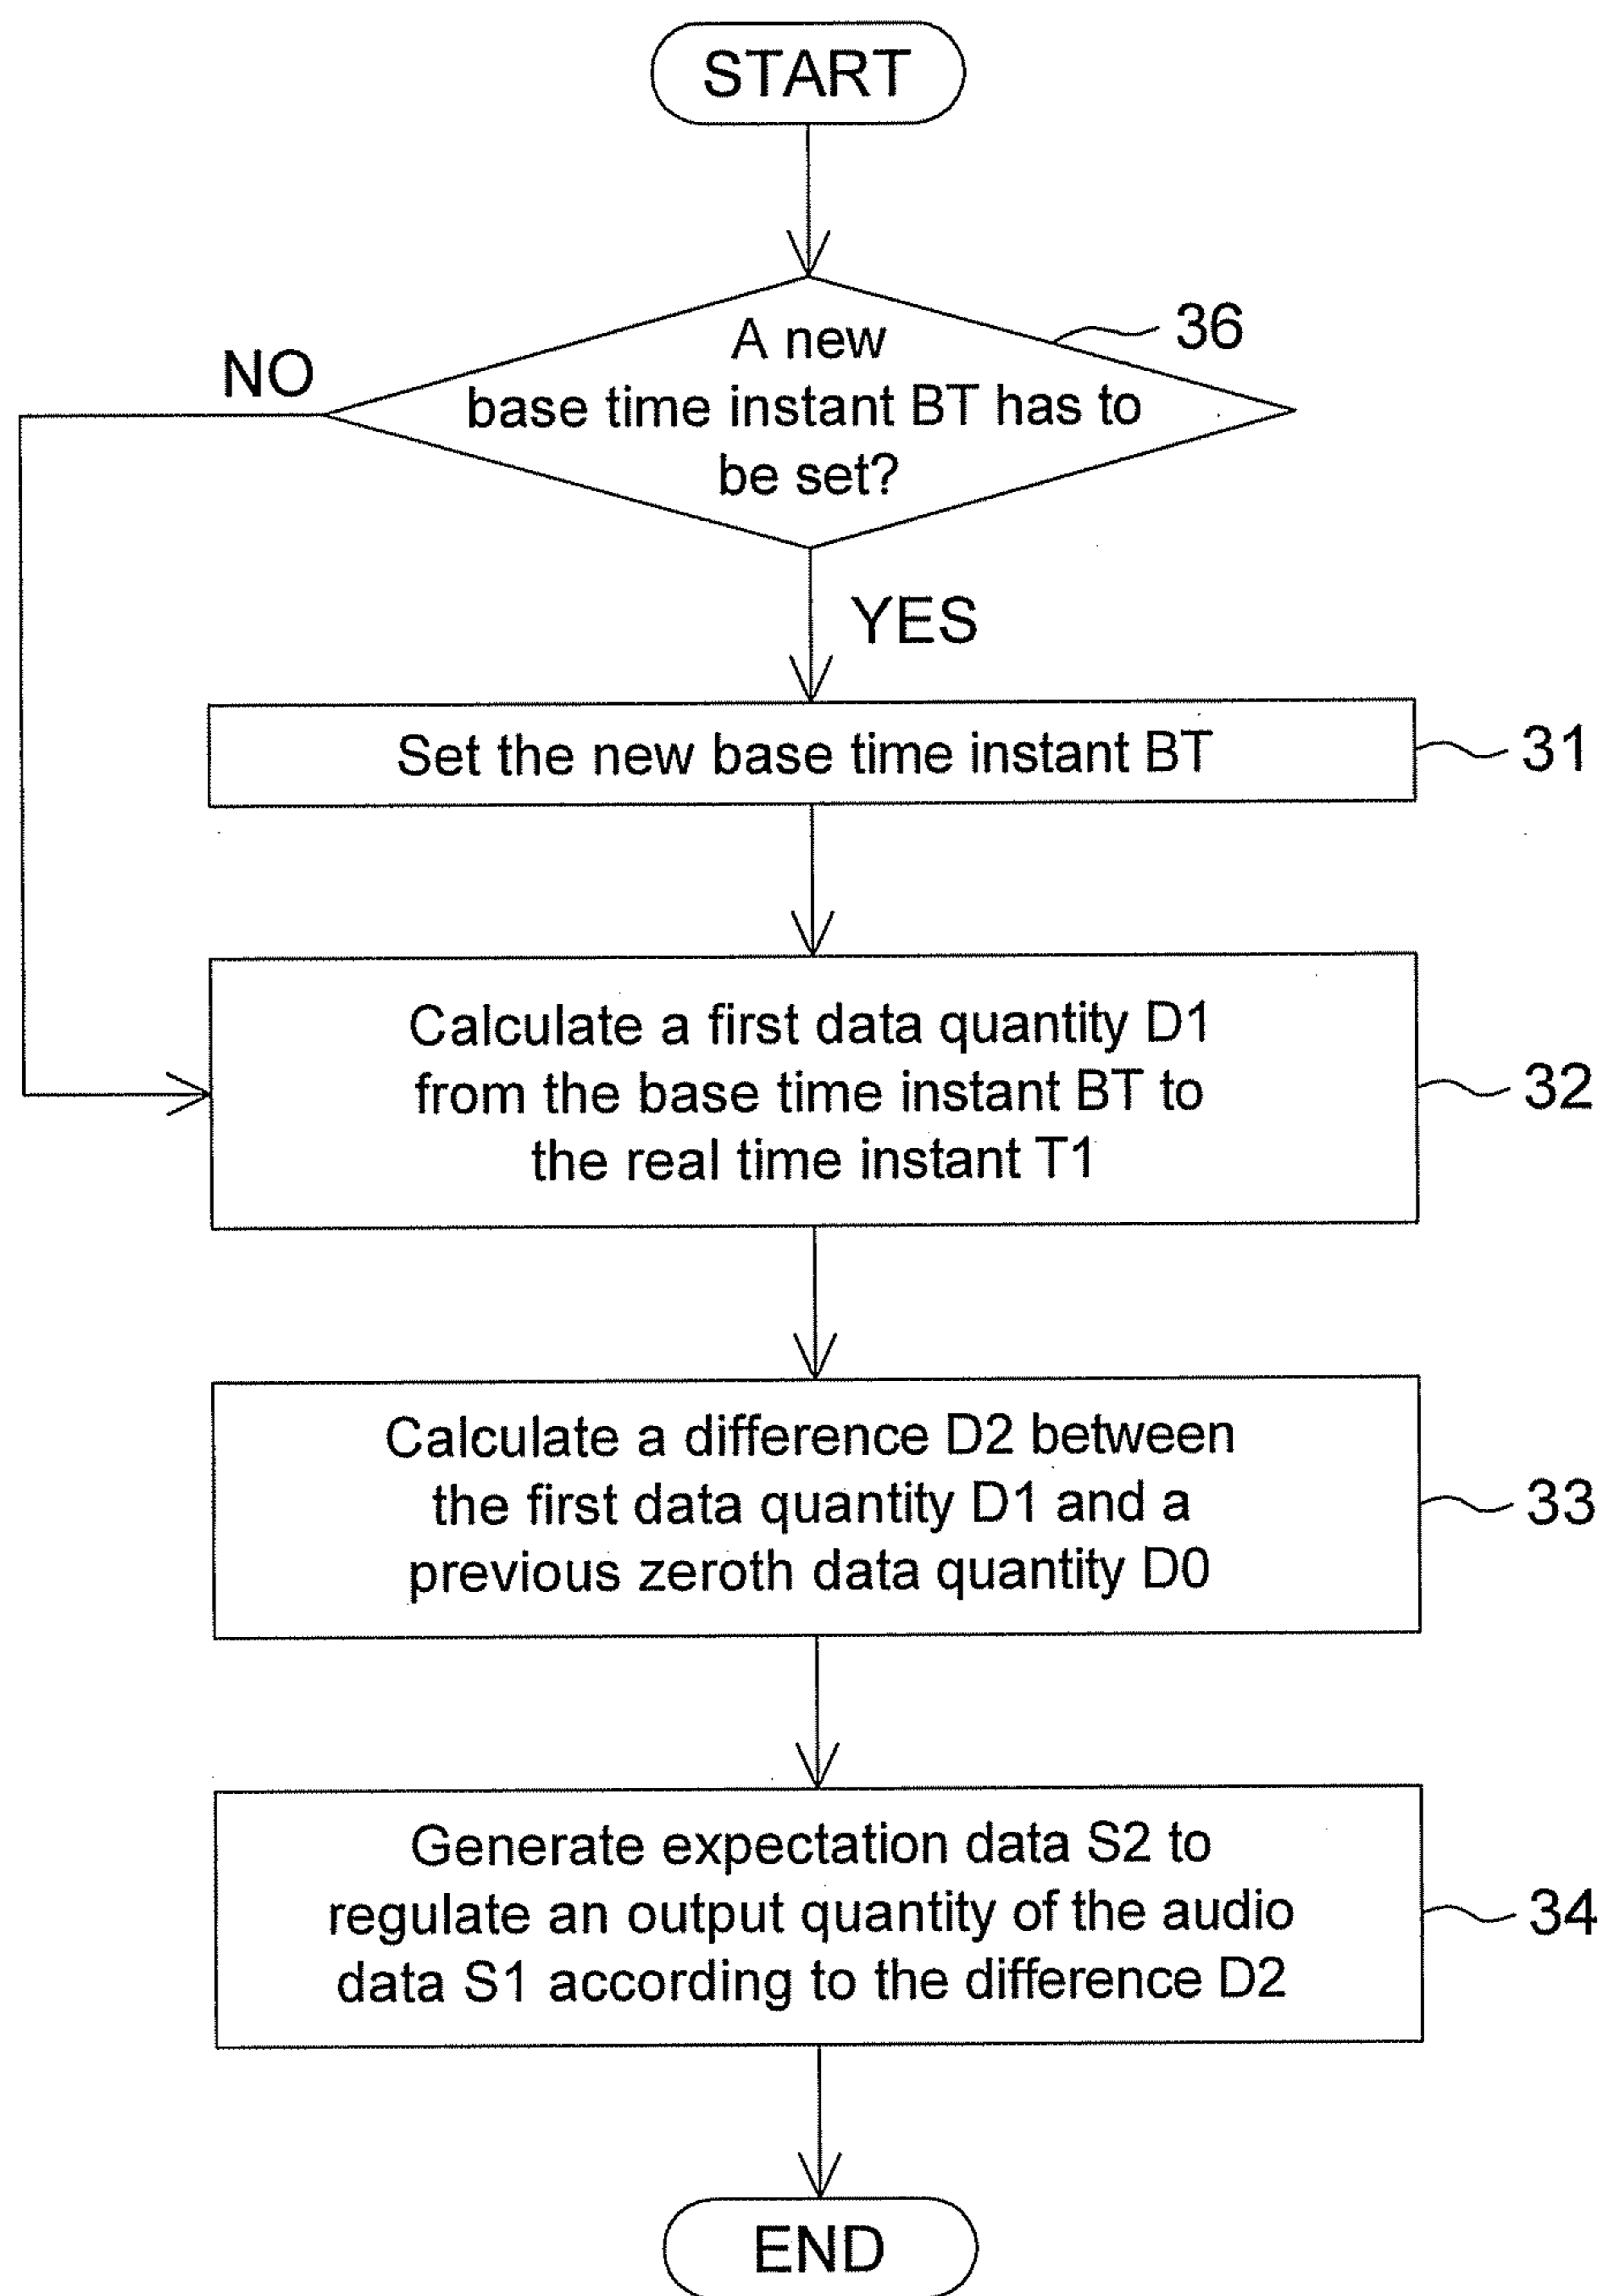 START
A new
base time instant BT has to
be set?
36
NO
YES
Set the new base time instant BT
31
Calculate a first data quantity D1
from the base time instant BT to
the real time instant T1
32
Calculate a difference D2 between
the first data quantity D1 and a
previous zeroth data quantity D0
33
Generate expectation data S2 to
regulate an output quantity of the audio
data S1 according to the difference D2
34
END